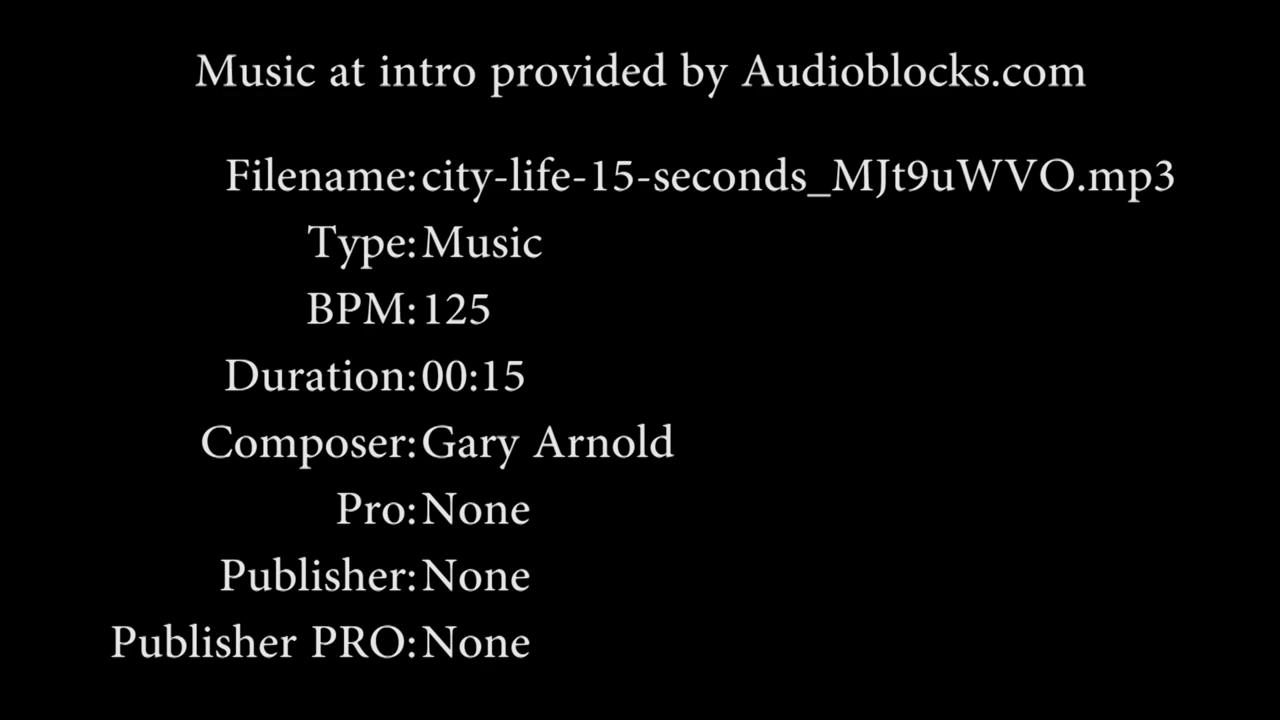 Music at intro provided by Audioblocks.com
Filename: city-life-15-seconds_MJt9uWVO.mp3
Type: Music
BPM: 125
Duration: 00:15
Composer: Gary Arnold
Pro: None
Publisher: None
Publisher PRO: None